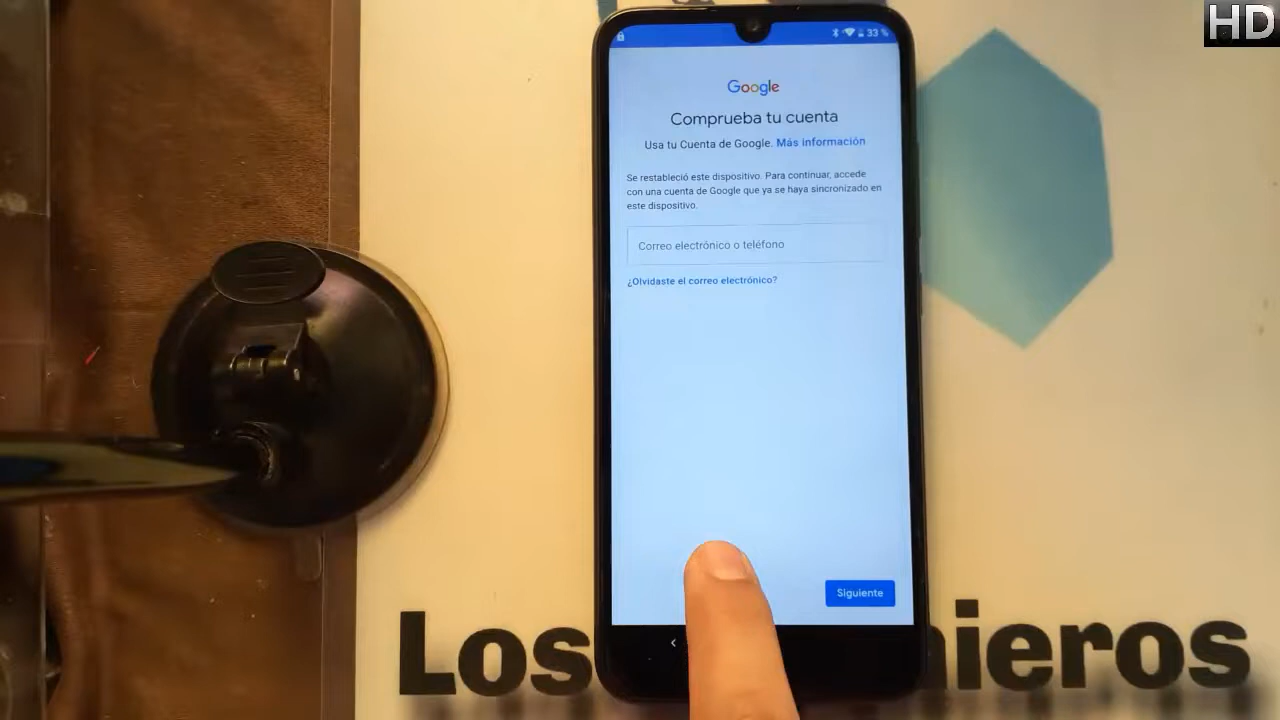 HD
33 %
Google
Comprueba tu cuenta
Usa tu Cuenta de Google. Más información
Se restableció este dispositivo. Para continuar, accede
con una cuenta de Google que ya se haya sincronizado en
este dispositivo.
Correo electrónico o teléfono
¿Olvidaste el correo electrónico?
Siguiente
Los nieros